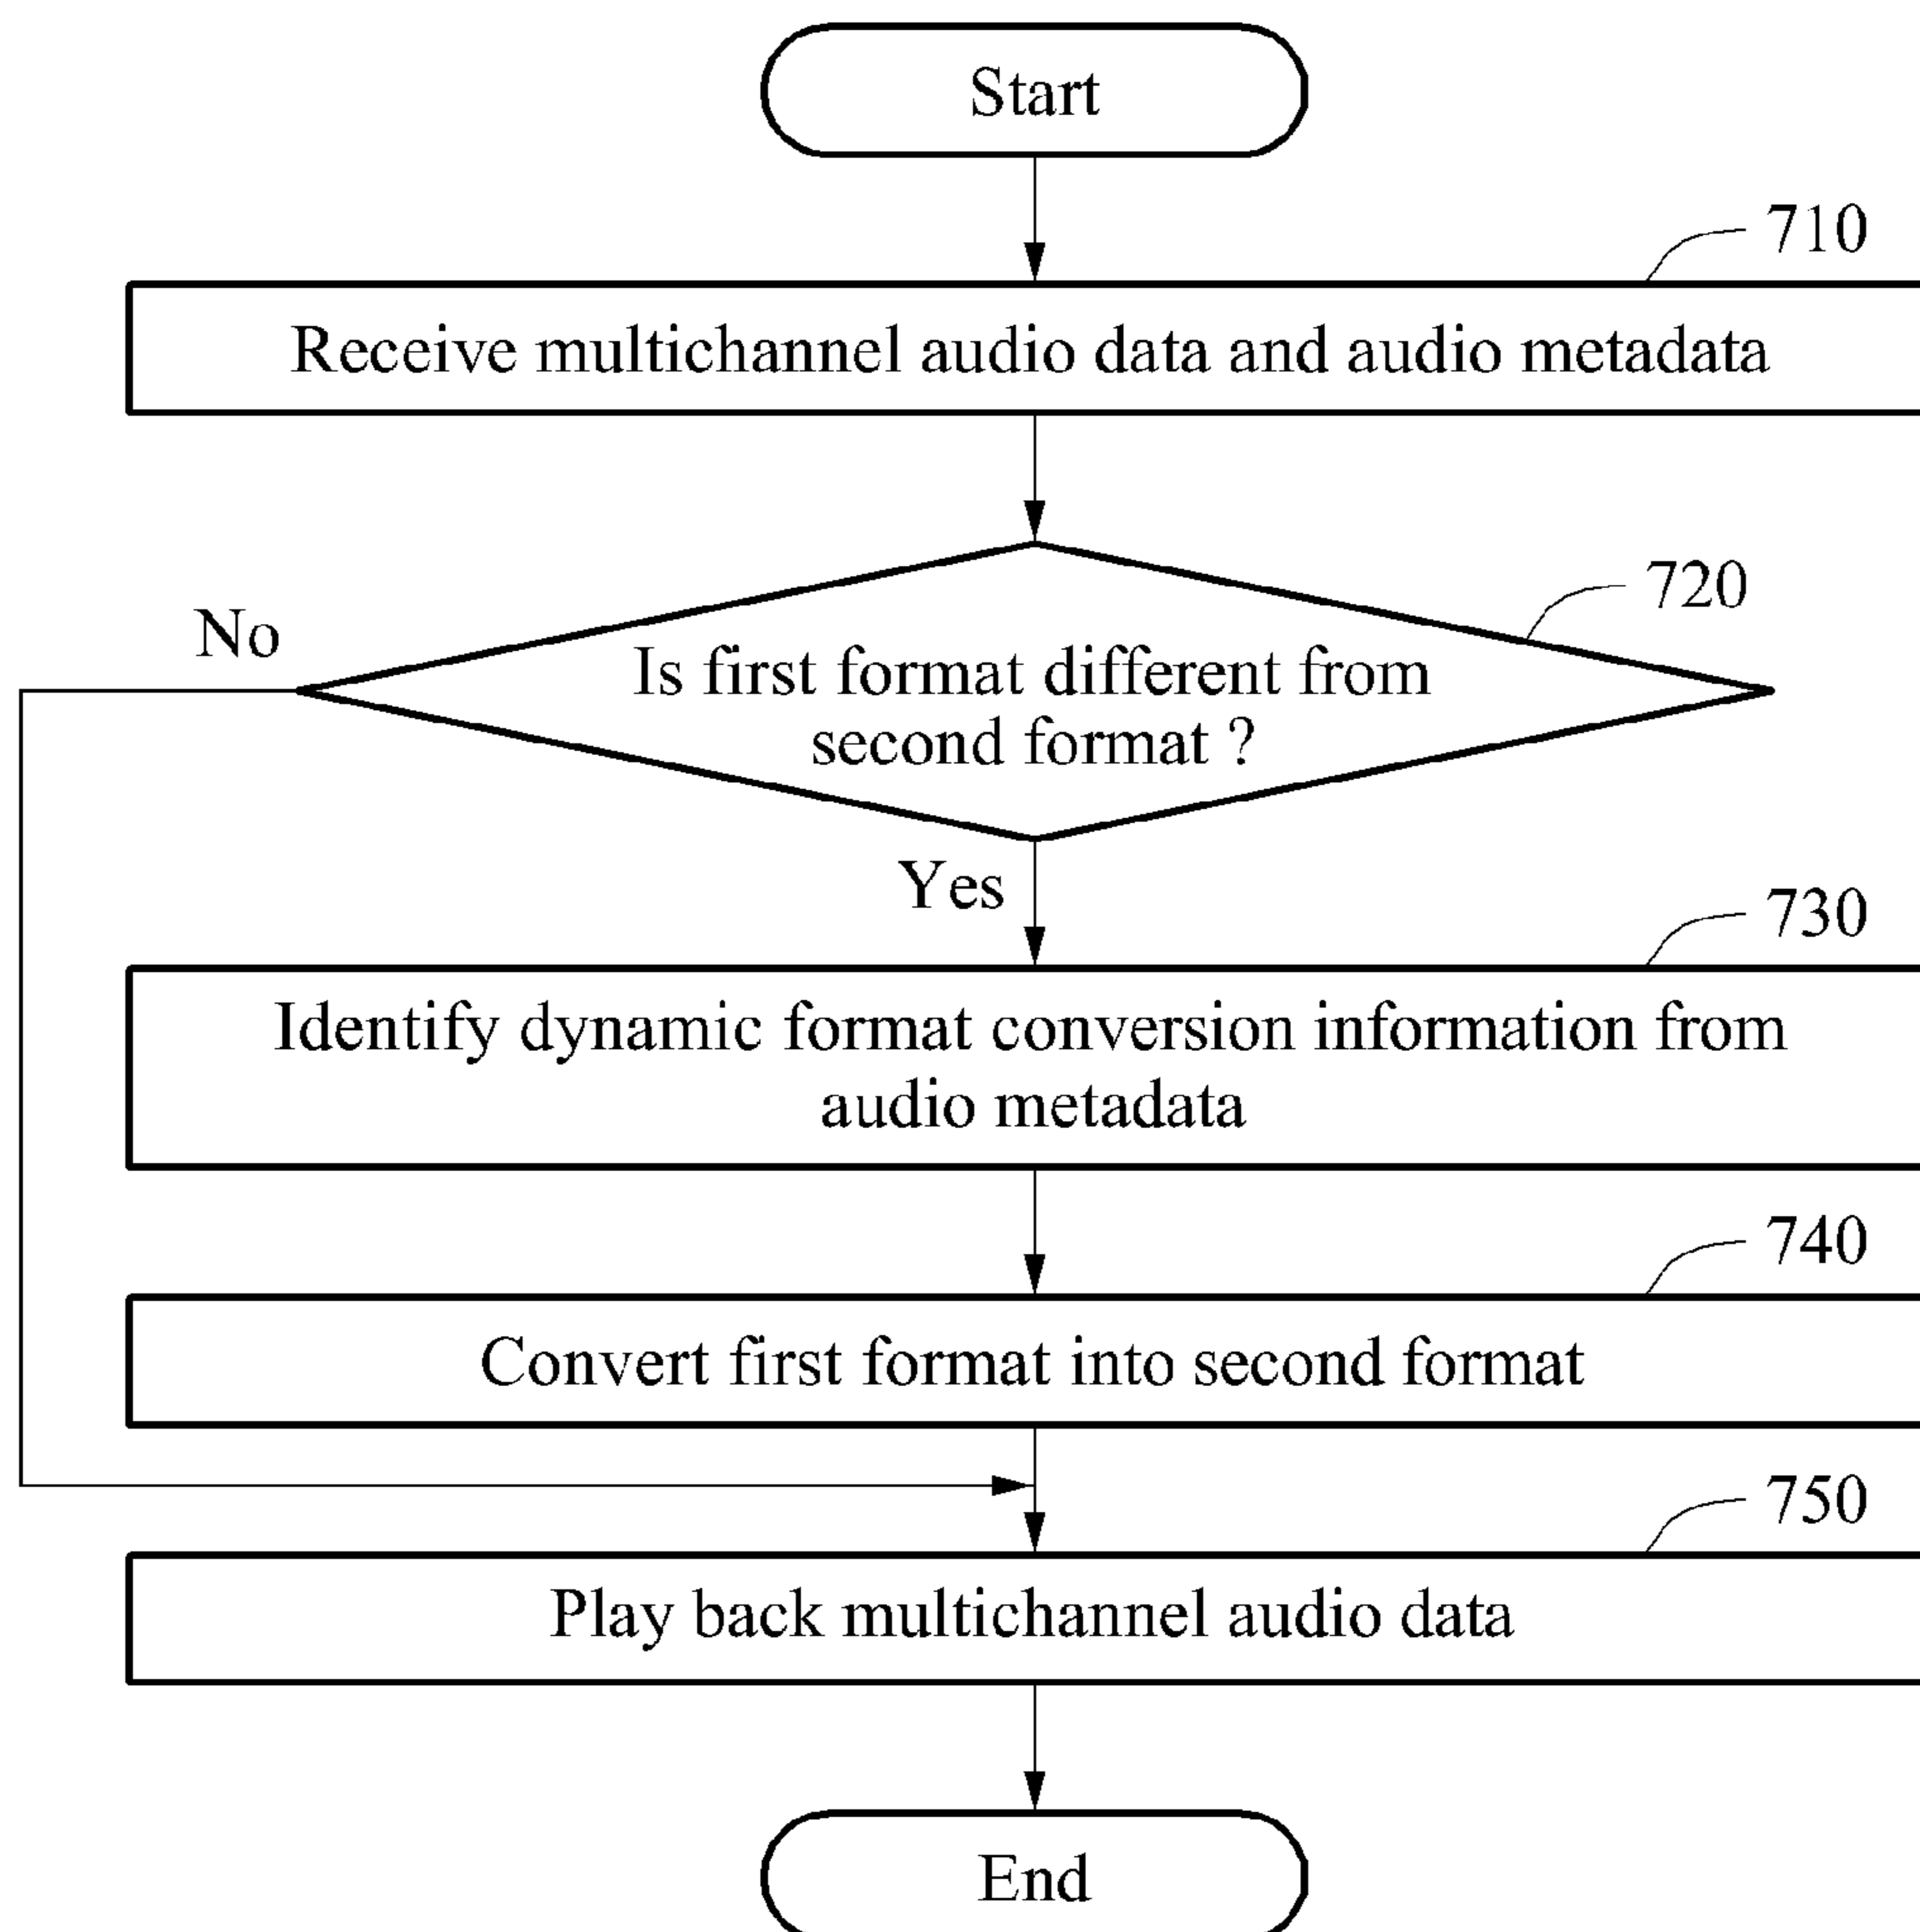 Start
710
Receive multichannel audio data and audio metadata
720
No
Is first format different from
second format ?
Yes
730
Identify dynamic format conversion information from
audio metadata
740
Convert first format into second format
750
Play back multichannel audio data
End